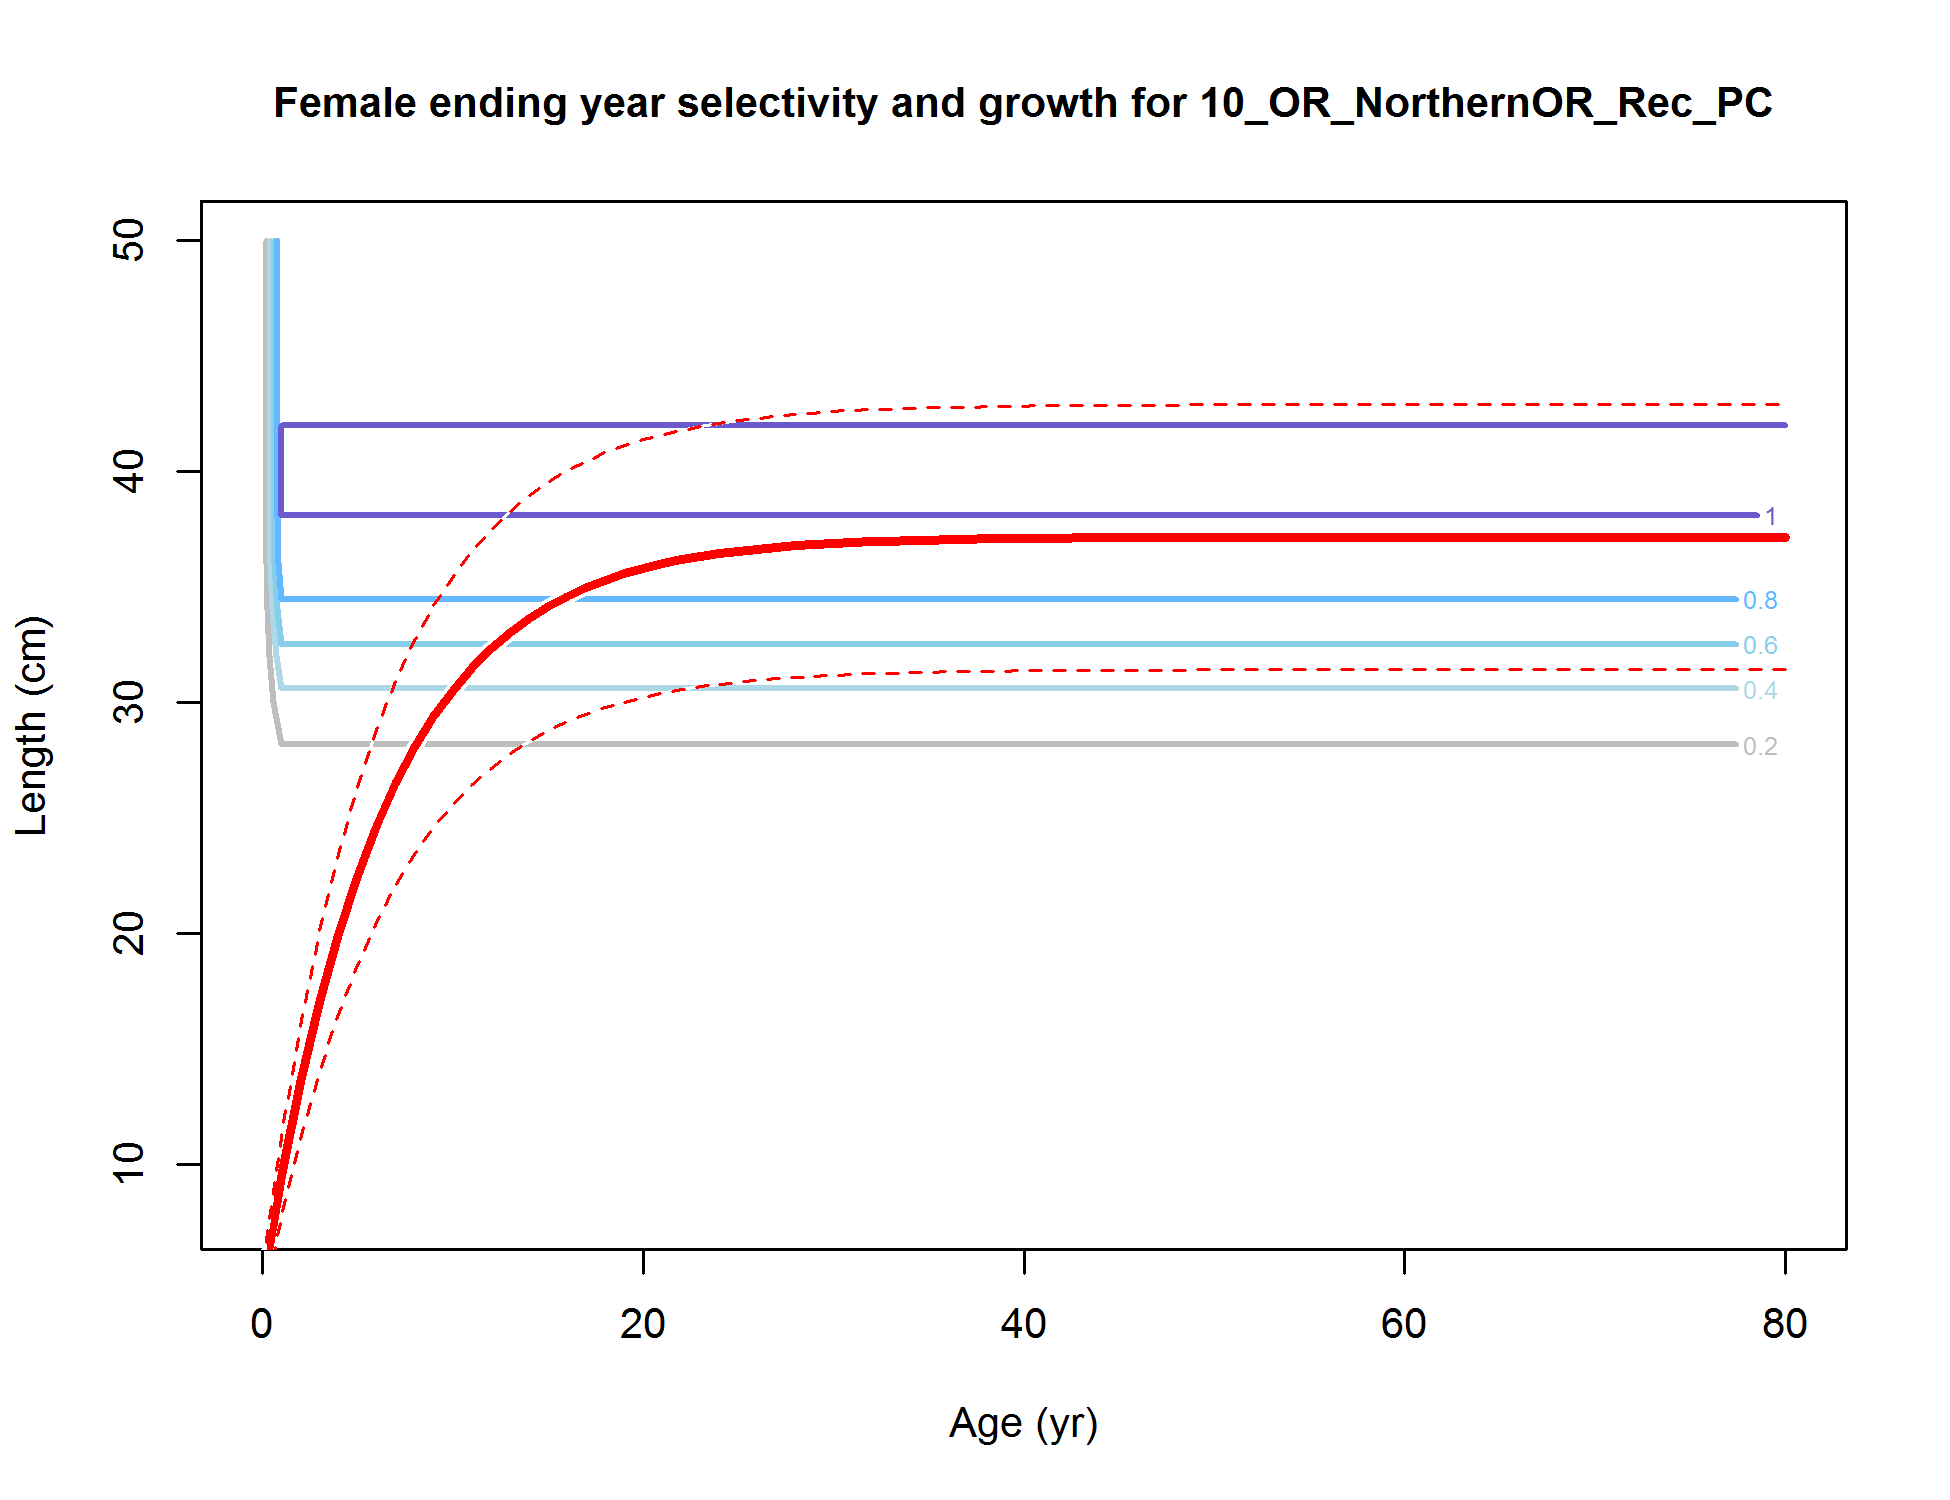 Female ending year selectivity and growth for 10_OR_NorthernOR_Rec_PC
50
40
30
20
10
Length (cm)
1
0.8
0.6
0.4
0.2
0 20 40 60 80
Age (yr)